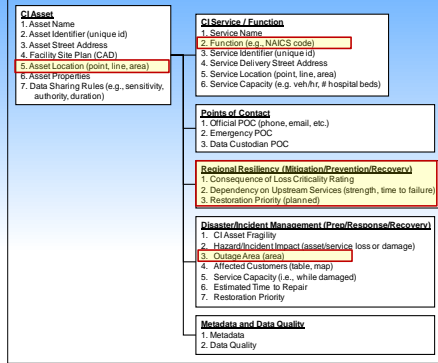 CI Asset
1. Asset Name
2. Asset Identifier (unique id)
3. Asset Street Address
4. Facility Site Plan (CAD)
5. Asset Location (point, line, area)
6. Asset Properties
7. Data Sharing Rules (e.g., sensitivity,
authority, duration)
CI Service / Function
1. Service Name
2. Function (e.g., NAICS code)
3. Service Identifier (unique id)
4. Service Delivery Street Address
5. Service Location (point, line, area)
6. Service Capacity (e.g. veh/hr, # hospital beds)
Points of Contact
1. Official POC (phone, email, etc.)
2. Emergency POC
3. Data Custodian POC
Regional Resiliency (Mitigation/Prevention/Recovery)
1. Consequence of Loss Criticality Rating
2. Dependency on Upstream Services (strength, time to failure)
3. Restoration Priority (planned)
Disaster/Incident Management (Prep/Response/Recovery)
1. CI Asset Fragility
2. Hazard/Incident Impact (asset/service loss or damage)
3. Outage Area (area)
4. Affected Customers (table, map)
5. Service Capacity (i.e., while damaged)
6. Estimated Time to Repair
7. Restoration Priority
Metadata and Data Quality
1. Metadata
2. Data Quality